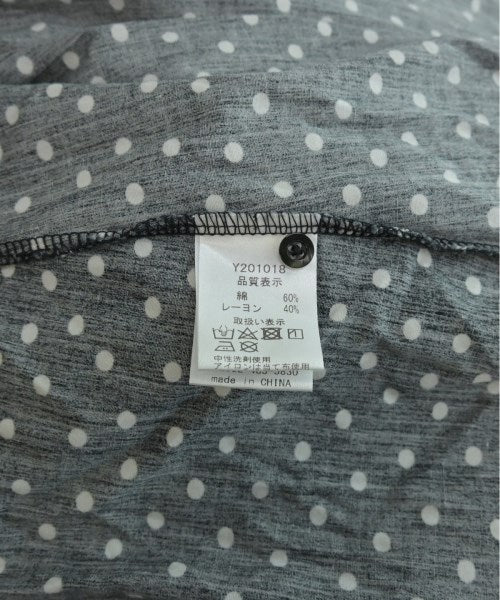 Y201018
品質表示
綿 60%
レーヨン 40%
取扱い表示
中性洗剤使用
アイロンは当て布使用
made in CHINA